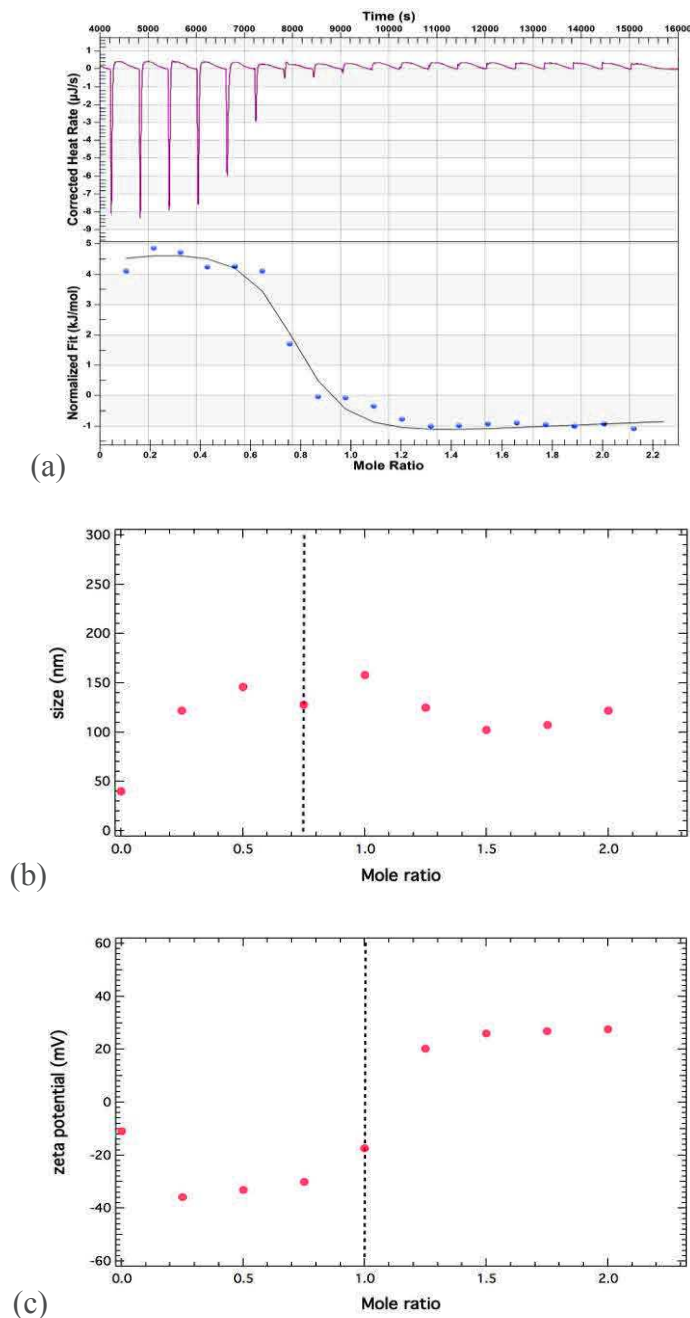 Time (s)
4000 5000 6000 7000 8000 9000 10000 11000 12000 13000 14000 15000 16000
Corrected Heat Rate (µJ/s)
1
0
-1
-2
-3
-4
-5
-6
-7
-8
-9
Normalized Fit (kJ/mol)
5
4
3
2
1
0
-1
0 0.2 0.4 0.6 0.8 1.0 1.2 1.4 1.6 1.8 2.0 2.2
Mole Ratio
(a)
size (nm)
300
250
200
150
100
50
0
0.0 0.5 1.0 1.5 2.0
Mole ratio
(b)
zeta potential (mV)
60
40
20
0
-20
-40
-60
0.0 0.5 1.0 1.5 2.0
Mole ratio
(c)